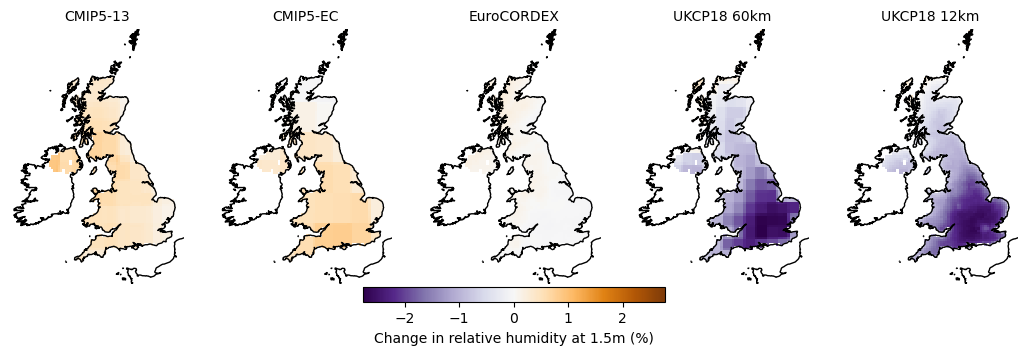 CMIP5-13 CMIP5-EC EuroCORDEX UKCP18 60km UKCP18 12km
−2 −1 0 1 2
Change in relative humidity at 1.5m (%)